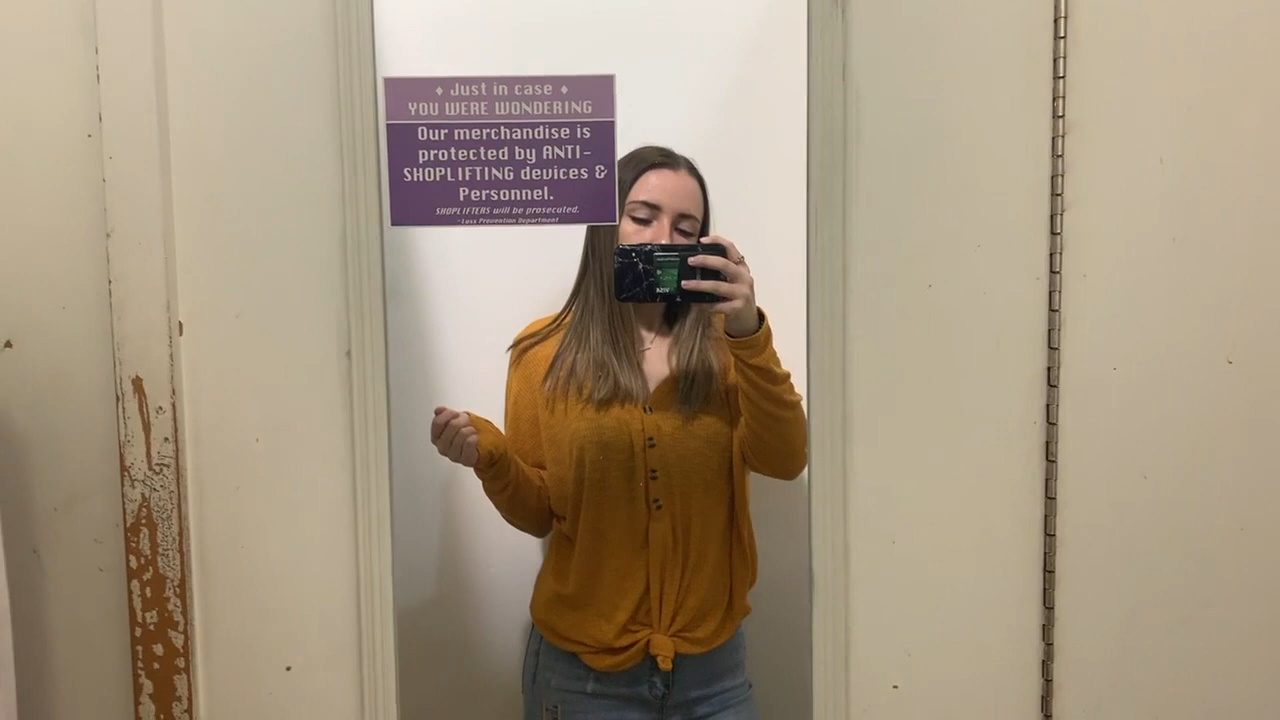 ♦ Just in case ♦
YOU WERE WONDERING
Our merchandise is
protected by ANTI-
SHOPLIFTING devices &
Personnel.
SHOPLIFTERS will be prosecuted.
~Loss Prevention Department
VISA